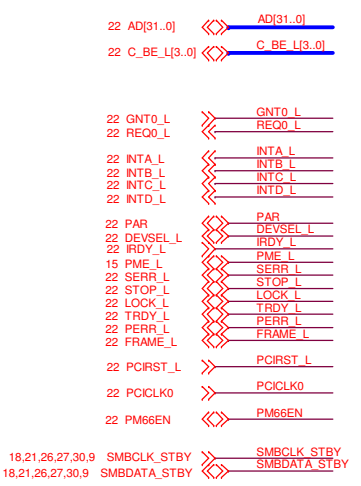 22 AD[31..0] AD[31..0]
22 C_BE_L[3..0] C_BE_L[3..0]
22 GNT0_L GNT0_L
22 REQ0_L REQ0_L
22 INTA_L INTA_L
22 INTB_L INTB_L
22 INTC_L INTC_L
22 INTD_L INTD_L
22 PAR PAR
22 DEVSEL_L DEVSEL_L
22 IRDY_L IRDY_L
15 PME_L PME_L
22 SERR_L SERR_L
22 STOP_L STOP_L
22 LOCK_L LOCK_L
22 TRDY_L TRDY_L
22 PERR_L PERR_L
22 FRAME_L FRAME_L
22 PCIRST_L PCIRST_L
22 PCICLK0 PCICLK0
22 PM66EN PM66EN
18,21,26,27,30,9 SMBCLK_STBY SMBCLK_STBY
18,21,26,27,30,9 SMBDATA_STBY SMBDATA_STBY